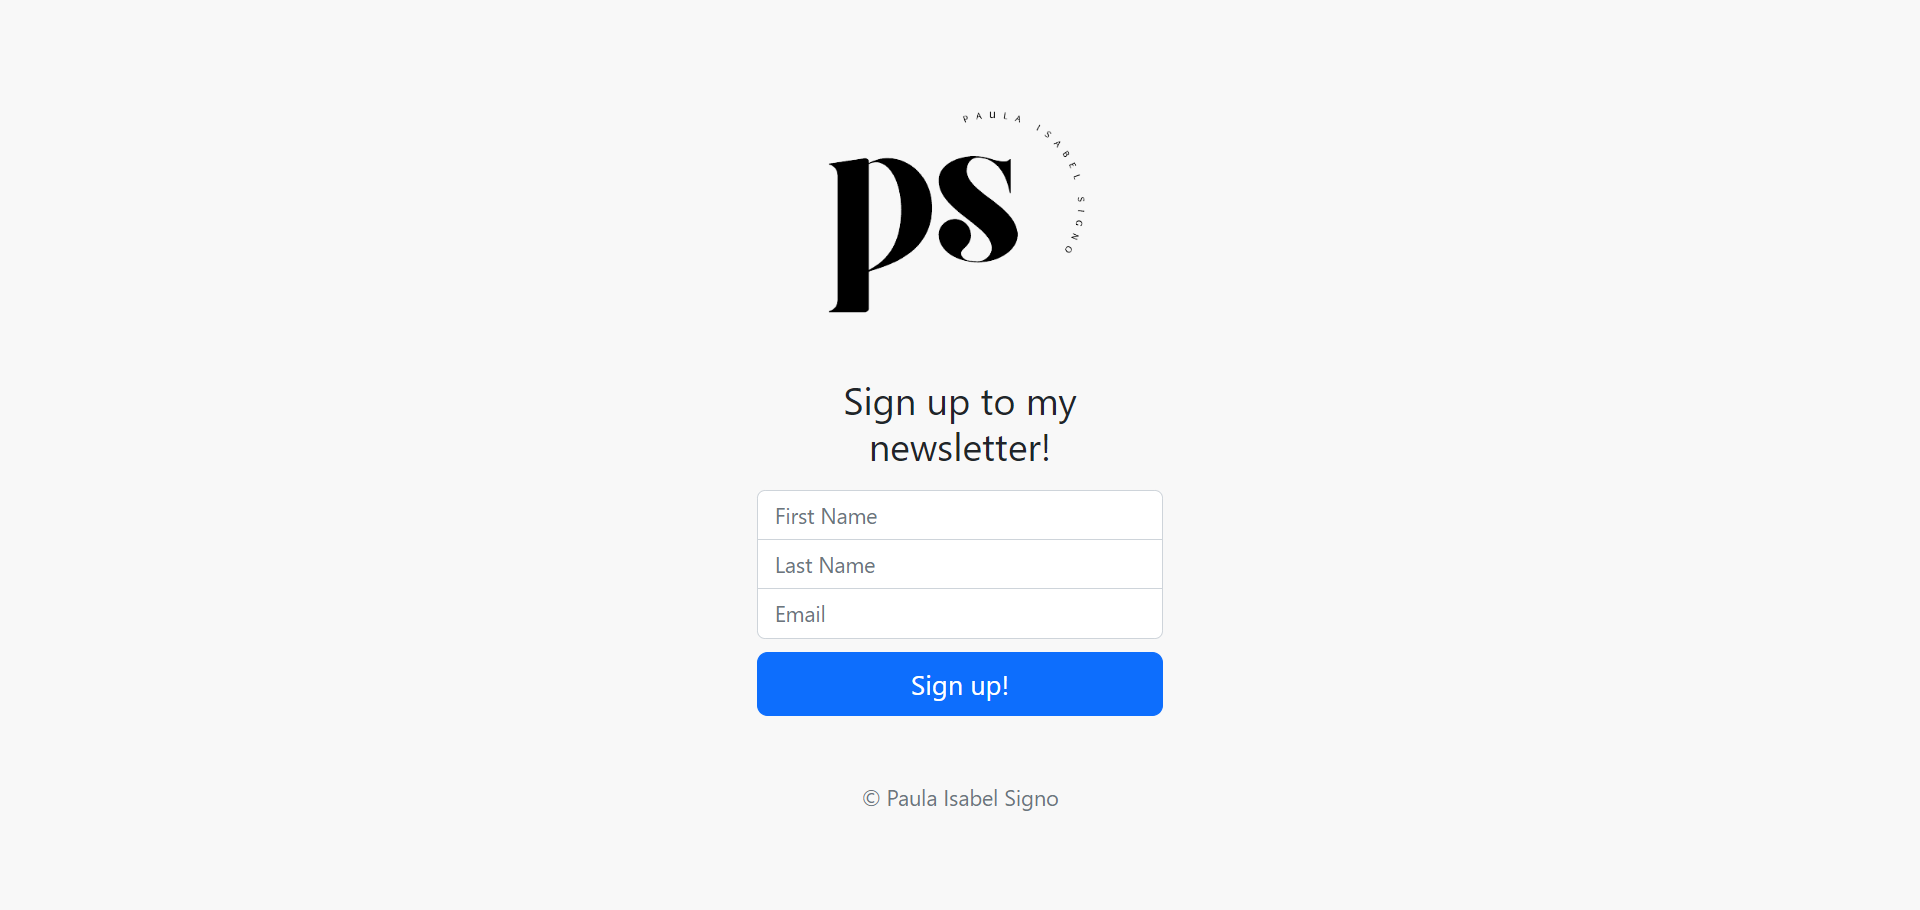 PAULA ISABEL SIGNO
ps
Sign up to my
newsletter!
First Name
Last Name
Email
Sign up!
© Paula Isabel Signo